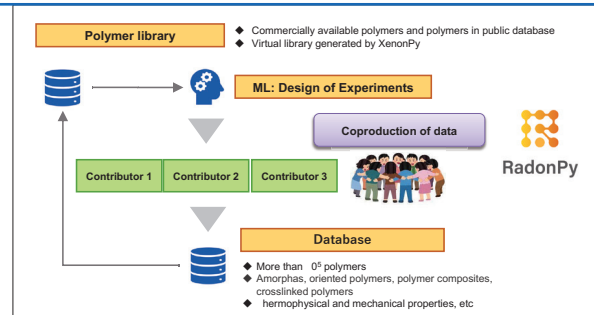 Polymer library
◆ Commercially available polymers and polymers in public database
◆ Virtual library generated by XenonPy
ML: Design of Experiments
Coproduction of data
RadonPy
Contributor 1
Contributor 2
Contributor 3
Database
◆ More than 0⁵ polymers
◆ Amorphas, oriented polymers, polymer composites,
crosslinked polymers
◆ hermophysical and mechanical properties, etc